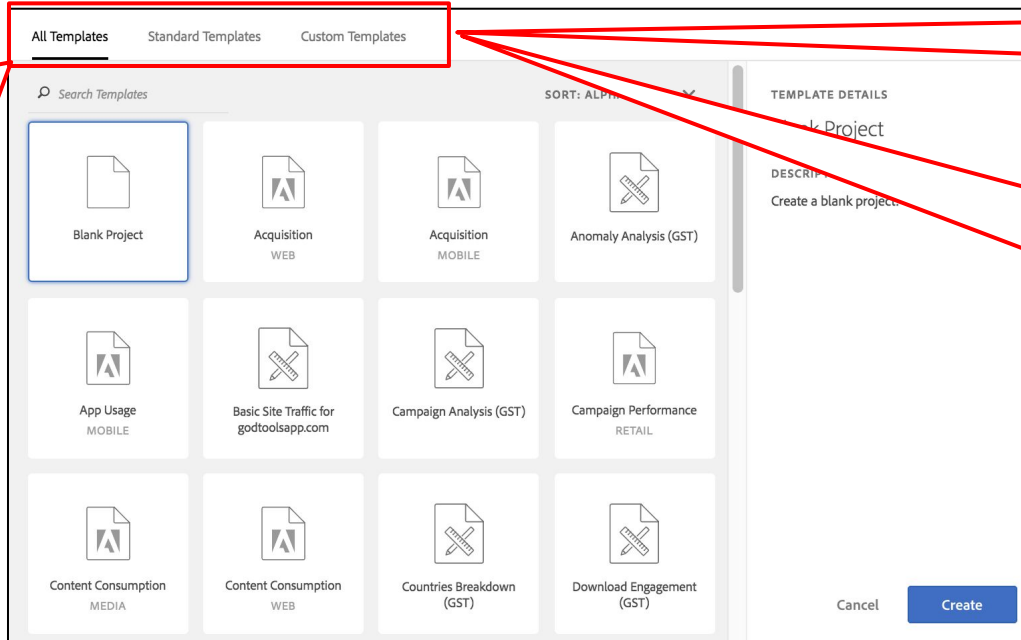 All Templates Standard Templates Custom Templates
Search Templates
SORT:
TEMPLATE DETAILS
Project
DESCRIPT
Create a blank project.
Blank Project
Acquisition
WEB
Acquisition
MOBILE
Anomaly Analysis (GST)
App Usage
MOBILE
Basic Site Traffic for
godtoolsapp.com
Campaign Analysis (GST)
Campaign Performance
RETAIL
Content Consumption
MEDIA
Content Consumption
WEB
Countries Breakdown
(GST)
Download Engagement
(GST)
Cancel
Create